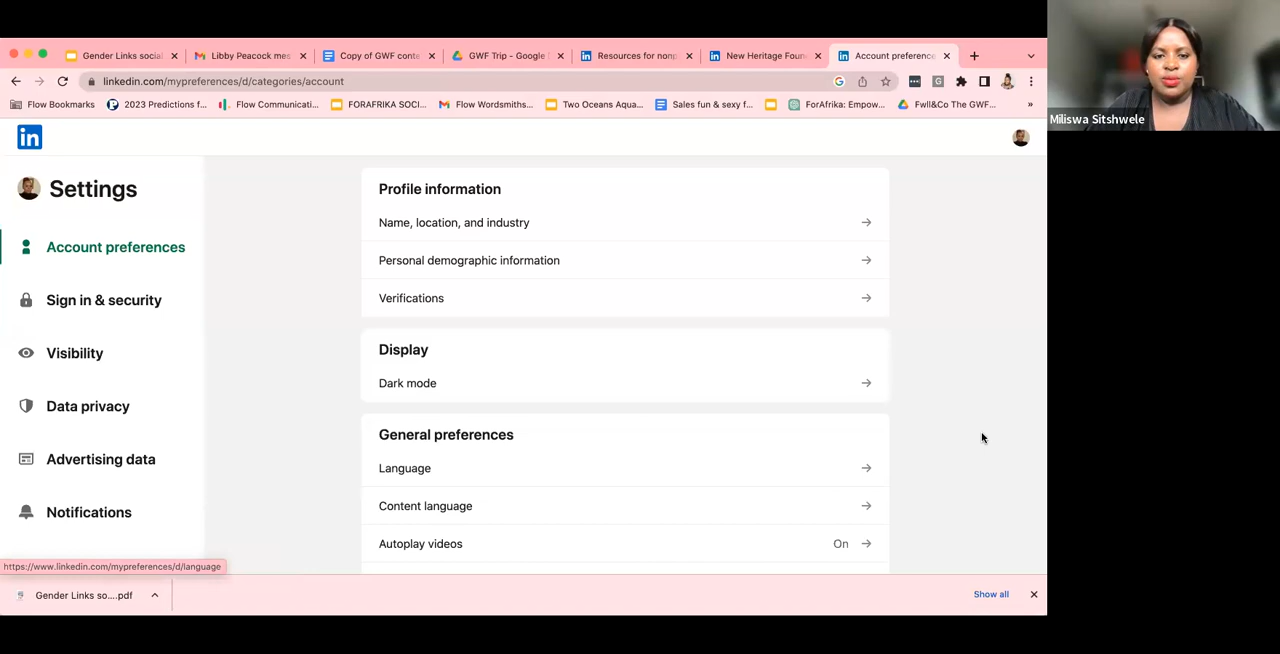 Gender Links social
Libby Peacock mes
Copy of GWF conte
GWF Trip - Google D
Resources for nonp
New Heritage Foun
Account preference
linkedin.com/mypreferences/d/categories/account
Flow Bookmarks
2023 Predictions f...
Flow Communicati...
FORAFRIKA SOCI...
Flow Wordsmiths...
Two Oceans Aqua...
Sales fun & sexy f...
ForAfrika: Empow...
Fwll&Co The GWF...
in
Settings
Account preferences
Sign in & security
Visibility
Data privacy
Advertising data
Notifications
Profile information
Name, location, and industry
Personal demographic information
Verifications
Display
Dark mode
General preferences
Language
Content language
Autoplay videos On
https://www.linkedin.com/mypreferences/d/language
Gender Links so....pdf
Show all
Miliswa Sitshwele